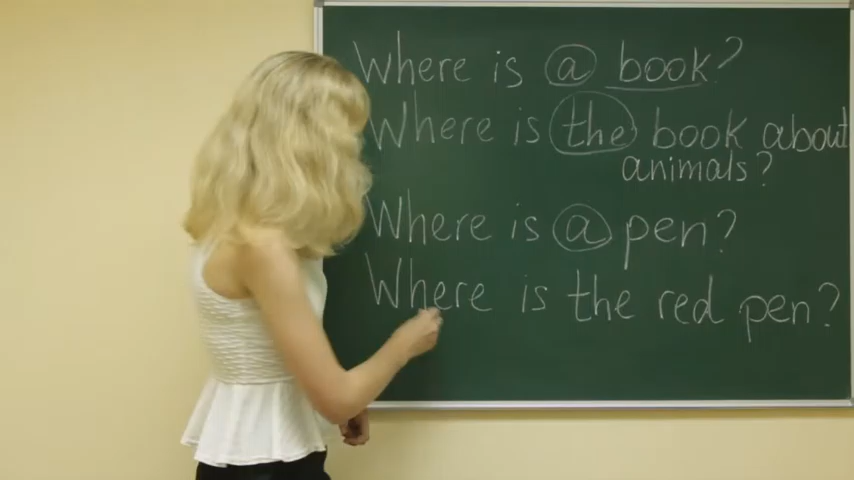 Where is a book?
Where is the book about
animals?
Where is a pen?
Where is the red pen?